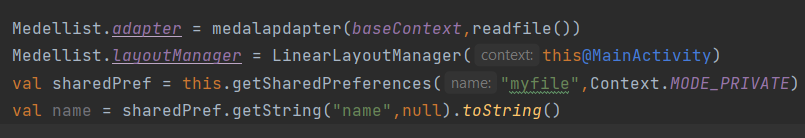 Medellist.adapter = medalapdapter(baseContext,readfile())
Medellist.layoutManager = LinearLayoutManager( context: this@MainActivity)
val sharedPref = this.getSharedPreferences( name: "myfile",Context.MODE_PRIVATE)
val name = sharedPref.getString("name",null).toString()